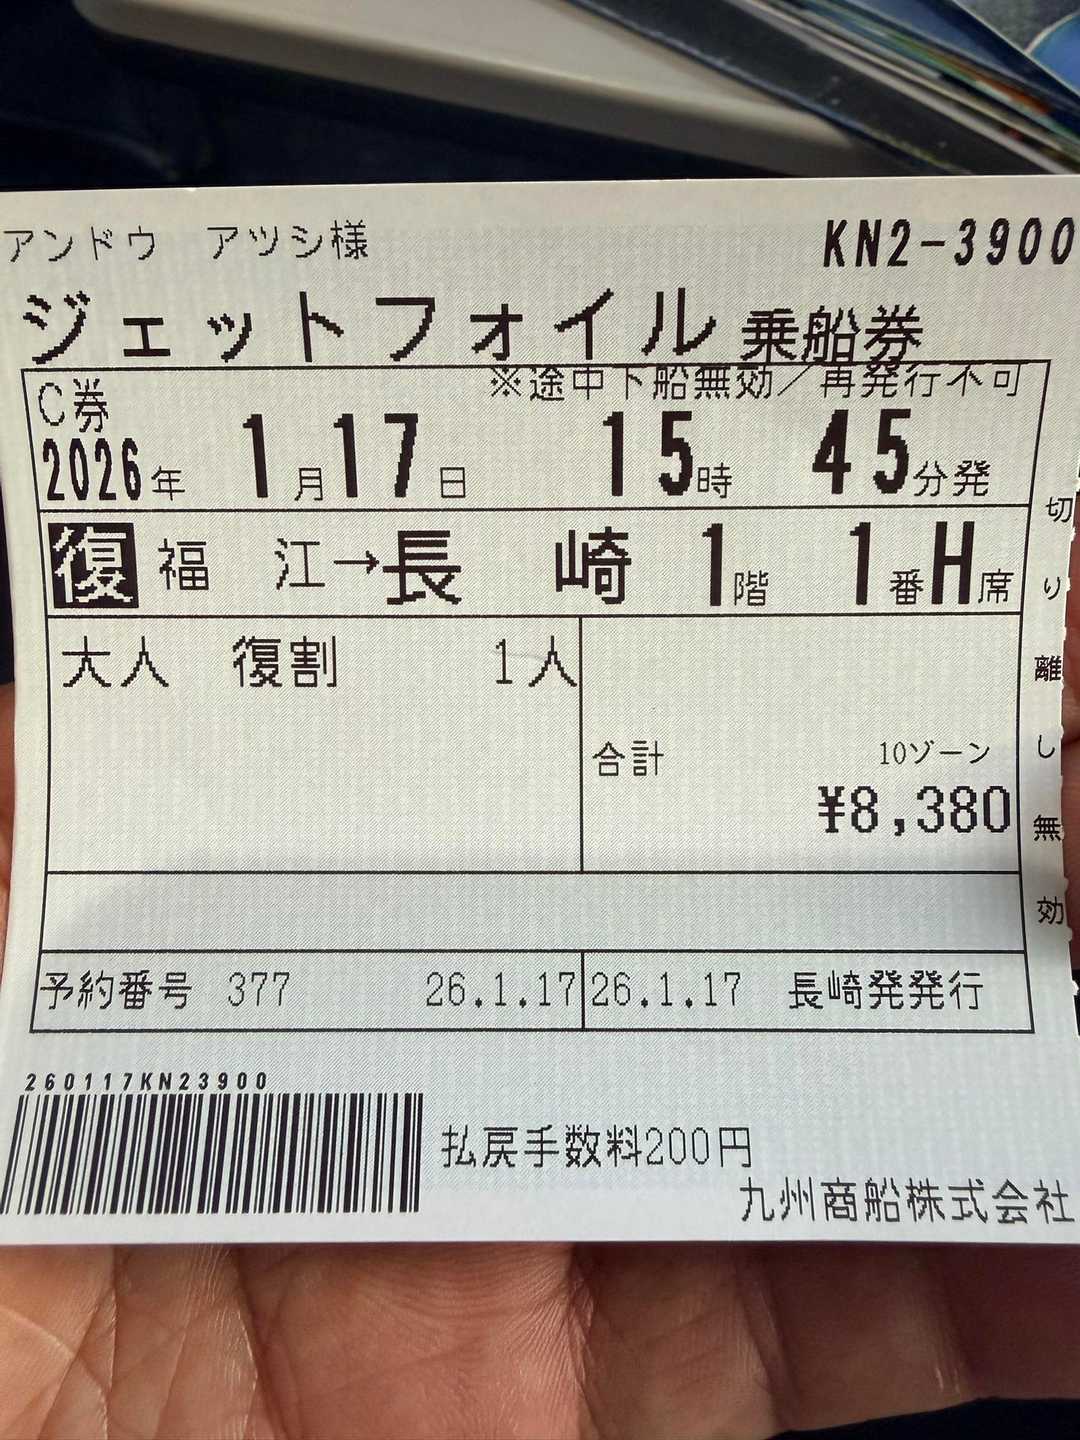 アンドウ アツシ様 KN2-3900
ジェットフォイル 乗船券
※途中下船無効／再発行不可
C券
2026年 1月17日 15時 45分発
復 福 江→長 崎 1階 1番H席
大人 復割 1人
合計 10ゾーン
¥8,380
予約番号 377 26.1.17 26.1.17 長崎発発行
切り離し無効
260117KN23900
払戻手数料200円
九州商船株式会社